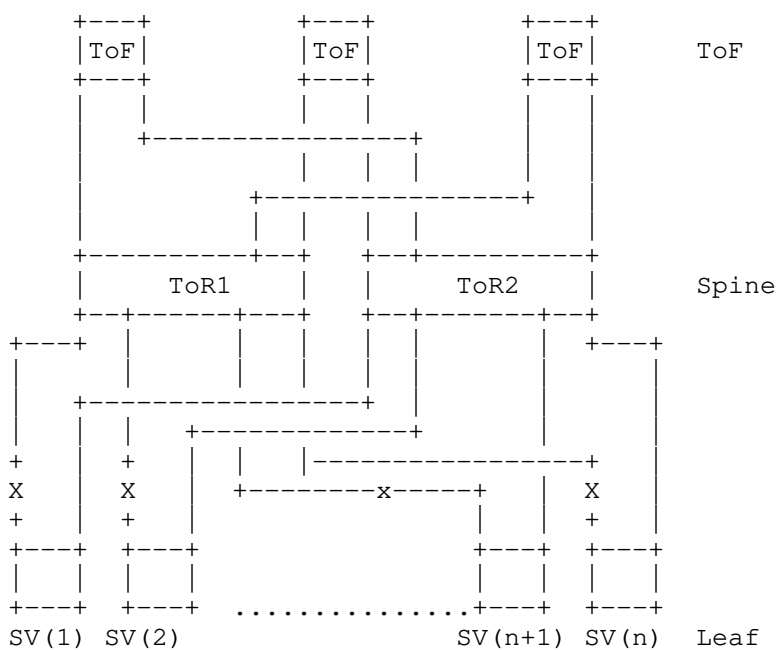 ToF ToF ToF ToF
ToR1 ToR2 Spine
X X x X
SV(1) SV(2) ............... SV(n+1) SV(n) Leaf